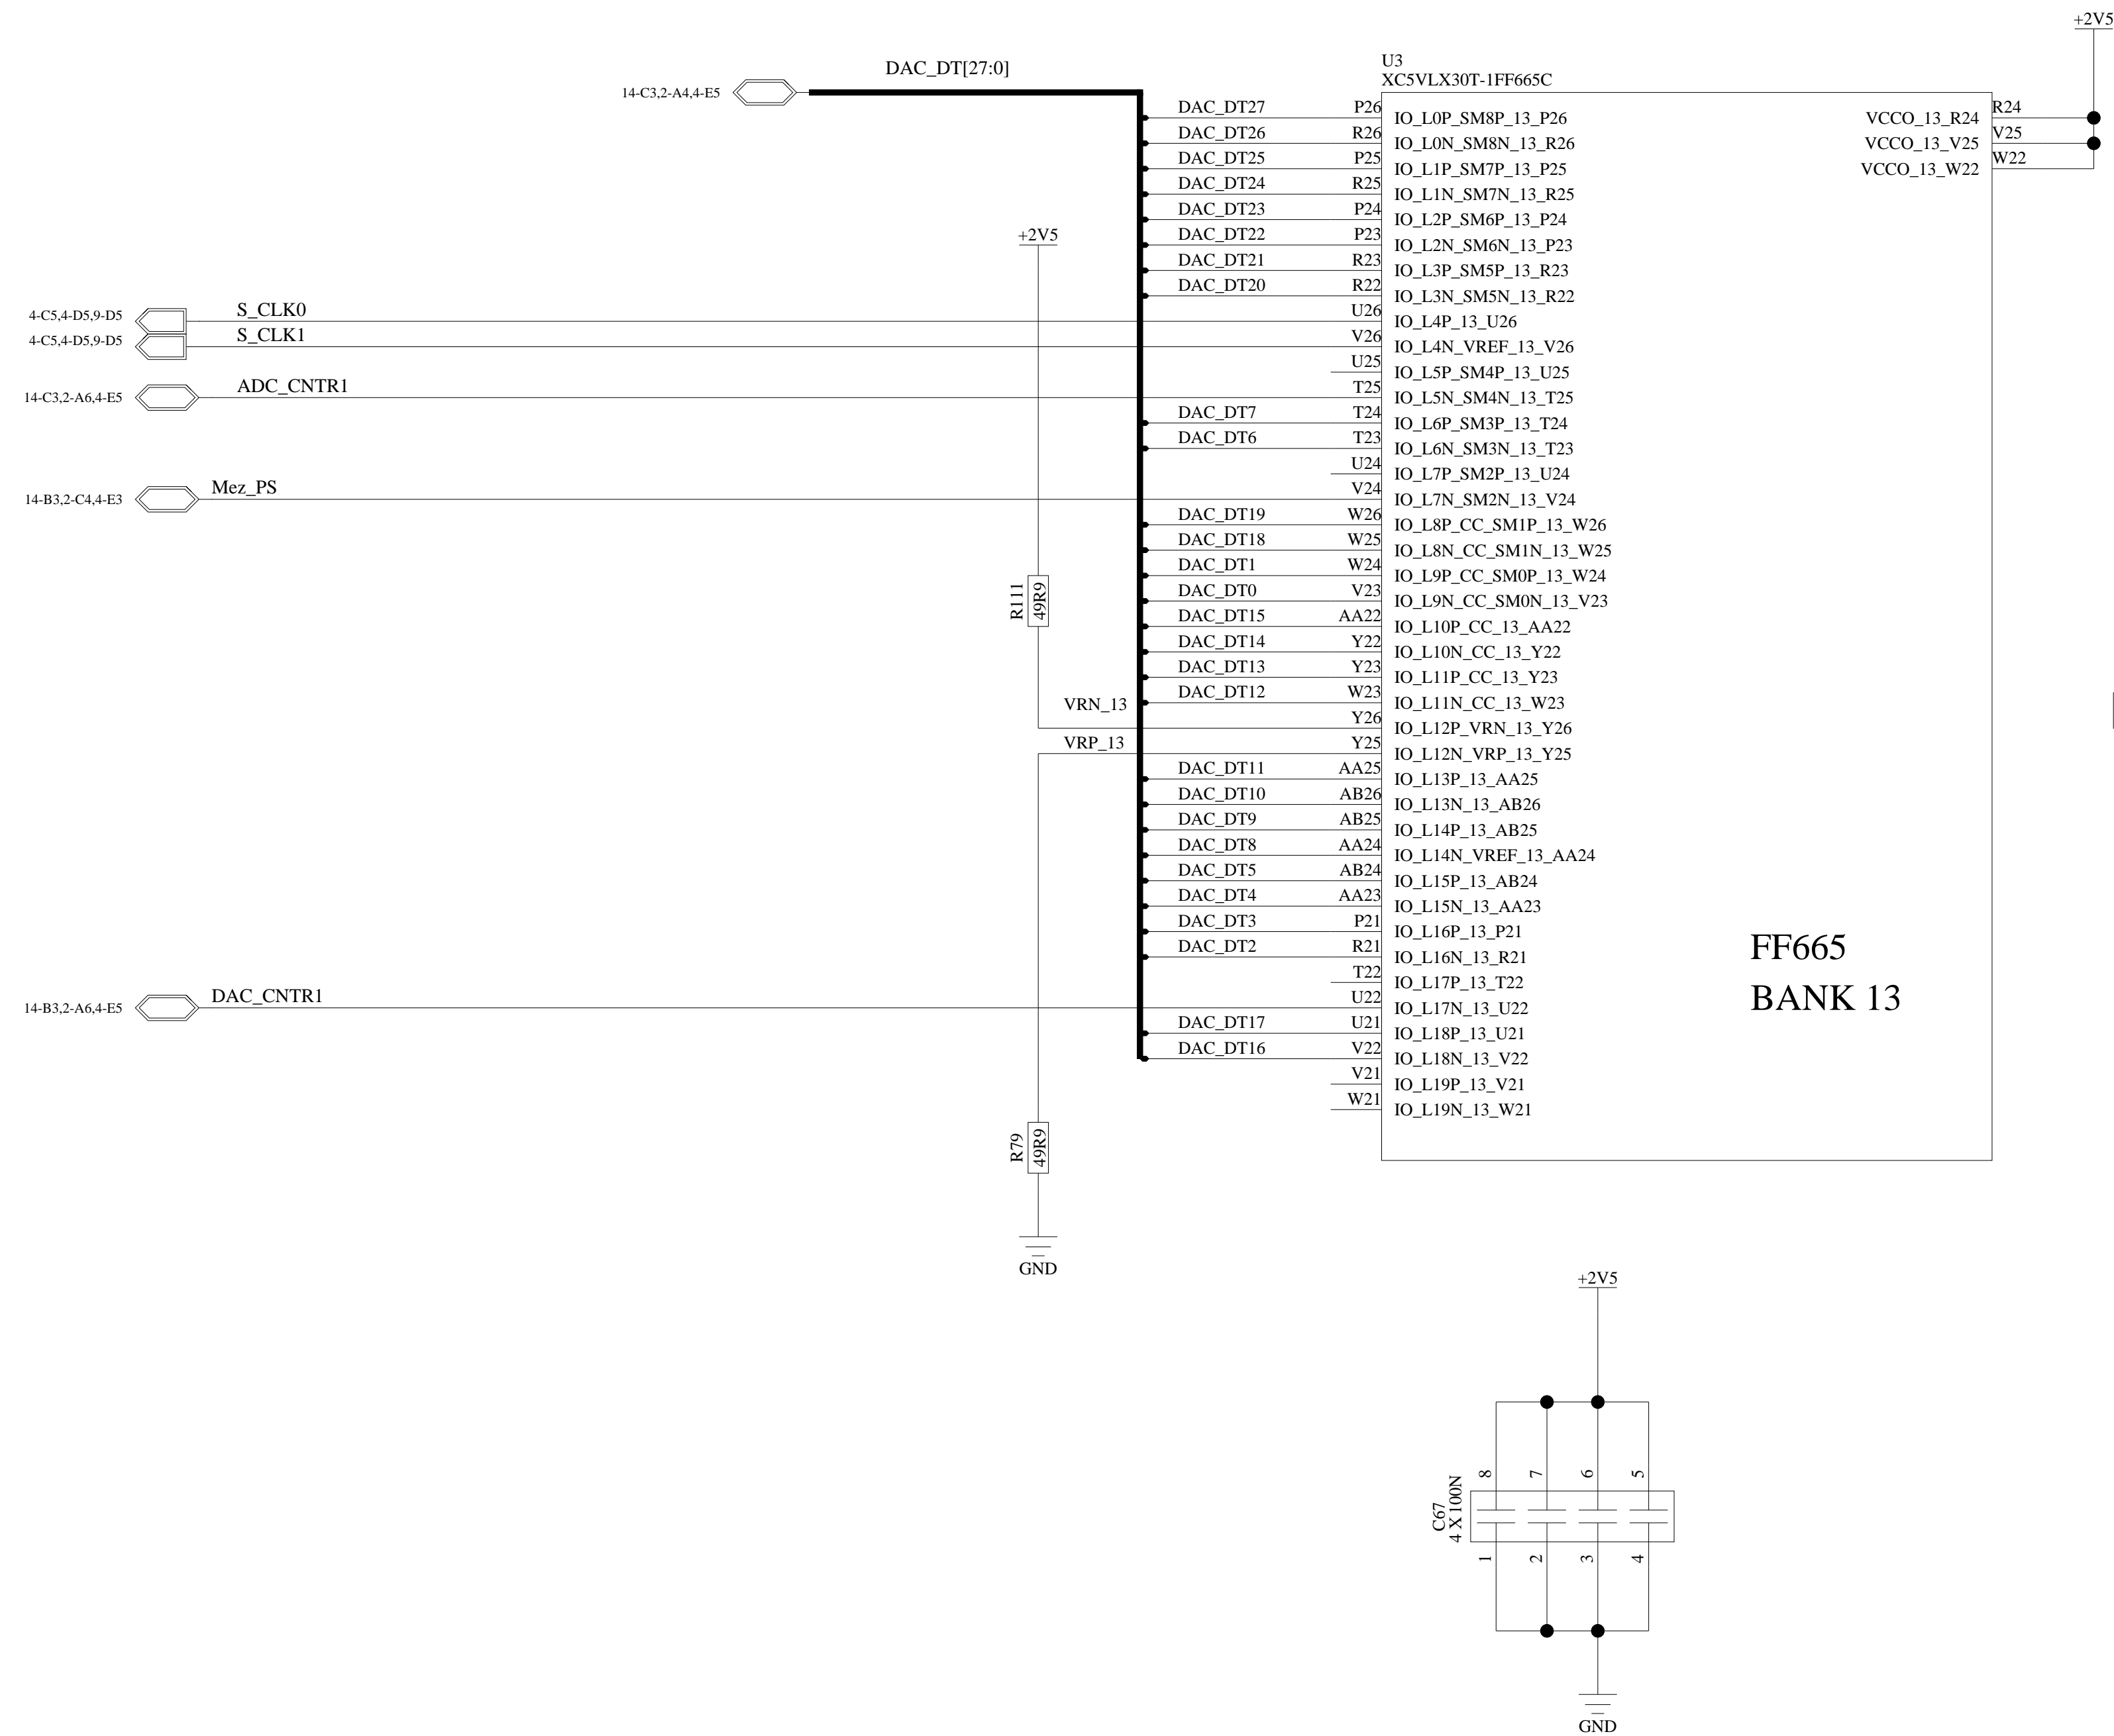 +2V5
U3
XC5VLX30T-1FF665C
DAC_DT[27:0]
14-C3,2-A4,4-E5
DAC_DT27 P26 IO_L0P_SM8P_13_P26 VCCO_13_R24 R24
DAC_DT26 R26 IO_L0N_SM8N_13_R26 VCCO_13_V25 V25
DAC_DT25 P25 IO_L1P_SM7P_13_P25 VCCO_13_W22 W22
DAC_DT24 R25 IO_L1N_SM7N_13_R25
DAC_DT23 P24 IO_L2P_SM6P_13_P24
+2V5
DAC_DT22 P23 IO_L2N_SM6N_13_P23
DAC_DT21 R23 IO_L3P_SM5P_13_R23
DAC_DT20 R22 IO_L3N_SM5N_13_R22
4-C5,4-D5,9-D5 S_CLK0 U26 IO_L4P_13_U26
4-C5,4-D5,9-D5 S_CLK1 V26 IO_L4N_VREF_13_V26
U25 IO_L5P_SM4P_13_U25
14-C3,2-A6,4-E5 ADC_CNTR1 T25 IO_L5N_SM4N_13_T25
DAC_DT7 T24 IO_L6P_SM3P_13_T24
DAC_DT6 T23 IO_L6N_SM3N_13_T23
U24 IO_L7P_SM2P_13_U24
14-B3,2-C4,4-E3 Mez_PS V24 IO_L7N_SM2N_13_V24
DAC_DT19 W26 IO_L8P_CC_SM1P_13_W26
DAC_DT18 W25 IO_L8N_CC_SM1N_13_W25
DAC_DT1 W24 IO_L9P_CC_SM0P_13_W24
R111 49R9
DAC_DT0 V23 IO_L9N_CC_SM0N_13_V23
DAC_DT15 AA22 IO_L10P_CC_13_AA22
DAC_DT14 Y22 IO_L10N_CC_13_Y22
DAC_DT13 Y23 IO_L11P_CC_13_Y23
DAC_DT12 W23 IO_L11N_CC_13_W23
VRN_13 Y26 IO_L12P_VRN_13_Y26
VRP_13 Y25 IO_L12N_VRP_13_Y25
DAC_DT11 AA25 IO_L13P_13_AA25
DAC_DT10 AB26 IO_L13N_13_AB26
DAC_DT9 AB25 IO_L14P_13_AB25
DAC_DT8 AA24 IO_L14N_VREF_13_AA24
DAC_DT5 AB24 IO_L15P_13_AB24
DAC_DT4 AA23 IO_L15N_13_AA23
DAC_DT3 P21 IO_L16P_13_P21
DAC_DT2 R21 IO_L16N_13_R21
FF665
T22 IO_L17P_13_T22
14-B3,2-A6,4-E5 DAC_CNTR1 U22 IO_L17N_13_U22
BANK 13
DAC_DT17 U21 IO_L18P_13_U21
DAC_DT16 V22 IO_L18N_13_V22
V21 IO_L19P_13_V21
W21 IO_L19N_13_W21
R79 49R9
GND
+2V5
8 7 6 5
C67
4 X 100N
1 2 3 4
GND